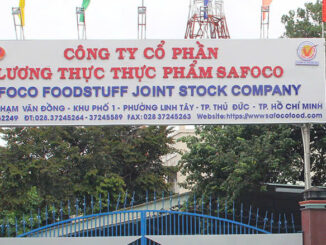 CÔNG TY CỔ PHẦN
LƯƠNG THỰC THỰC PHẨM SAFOCO
FOCO FOODSTUFF JOINT STOCK COMPANY
PHẠM VĂN ĐỒNG - KHU PHỐ 1 - PHƯỜNG LINH TÂY - TP. THỦ ĐỨC - TP. HỒ CHÍ MINH
52249 ĐT:028.37245264 - 37245589 FAX:028.37245263 Website:https://www.safocofood.com